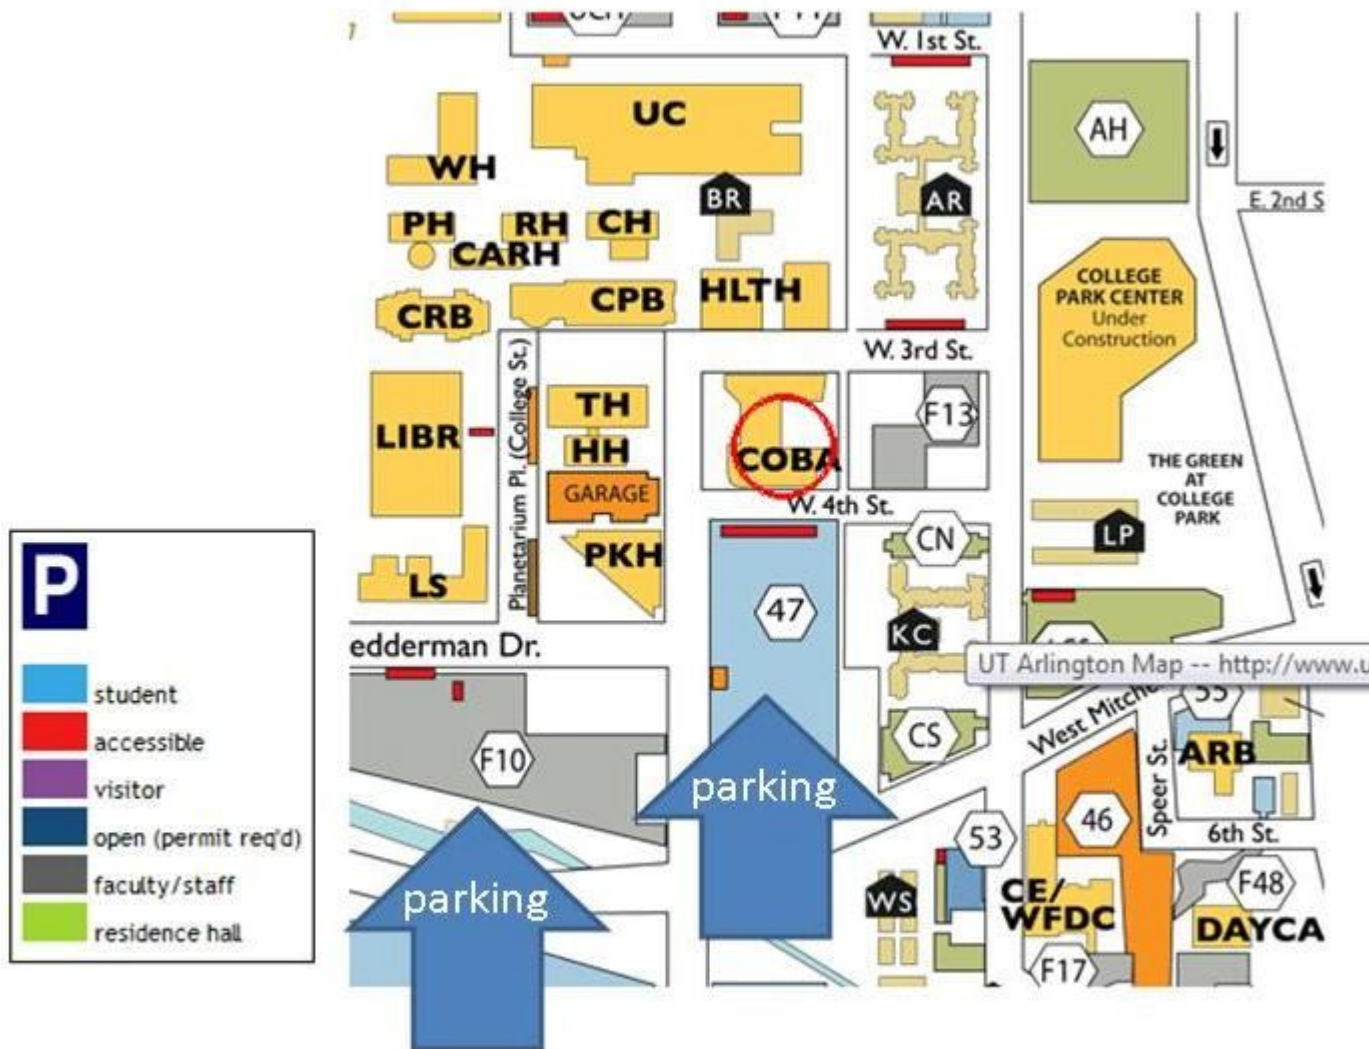 W. 1st St.
UC
AH
WH
BR
AR
E. 2nd S
PH
RH
CH
CARH
COLLEGE
PARK CENTER
Under
Construction
HLTH
CPB
CRB
W. 3rd St.
Planetarium Pl. (College St.)
TH
F13
LIBR
HH
COBA
THE GREEN
AT
COLLEGE
PARK
GARAGE
W. 4th St.
CN
LP
PKH
LS
47
KC
P
edderman Dr.
UT Arlington Map -- http://www.u
student
accessible
visitor
open (permit req'd)
faculty/staff
residence hall
55
West Mitche
CS
F10
Speer St.
ARB
parking
46
6th St.
53
parking
WS
CE/
WFDC
F48
DAYCA
F17